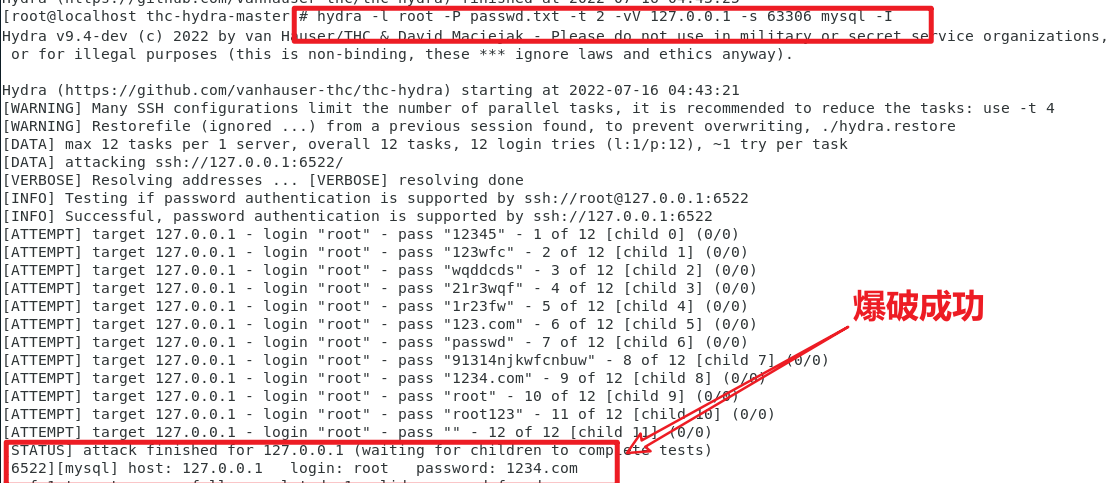 [root@localhost thc-hydra-master]# hydra -l root -P passwd.txt -t 2 -vV 127.0.0.1 -s 63306 mysql -I
Hydra v9.4-dev (c) 2022 by van Hauser/THC & David Maciejak - Please do not use in military or secret service organizations,
or for illegal purposes (this is non-binding, these *** ignore laws and ethics anyway).
Hydra (https://github.com/vanhauser-thc/thc-hydra) starting at 2022-07-16 04:43:21
[WARNING] Many SSH configurations limit the number of parallel tasks, it is recommended to reduce the tasks: use -t 4
[WARNING] Restorefile (ignored ...) from a previous session found, to prevent overwriting, ./hydra.restore
[DATA] max 12 tasks per 1 server, overall 12 tasks, 12 login tries (l:1/p:12), ~1 try per task
[DATA] attacking ssh://127.0.0.1:6522/
[VERBOSE] Resolving addresses ... [VERBOSE] resolving done
[INFO] Testing if password authentication is supported by ssh://root@127.0.0.1:6522
[INFO] Successful, password authentication is supported by ssh://127.0.0.1:6522
[ATTEMPT] target 127.0.0.1 - login "root" - pass "12345" - 1 of 12 [child 0] (0/0)
[ATTEMPT] target 127.0.0.1 - login "root" - pass "123wfc" - 2 of 12 [child 1] (0/0)
[ATTEMPT] target 127.0.0.1 - login "root" - pass "wqddcds" - 3 of 12 [child 2] (0/0)
[ATTEMPT] target 127.0.0.1 - login "root" - pass "21r3wqf" - 4 of 12 [child 3] (0/0)
[ATTEMPT] target 127.0.0.1 - login "root" - pass "1r23fw" - 5 of 12 [child 4] (0/0)
[ATTEMPT] target 127.0.0.1 - login "root" - pass "123.com" - 6 of 12 [child 5] (0/0)
[ATTEMPT] target 127.0.0.1 - login "root" - pass "passwd" - 7 of 12 [child 6] (0/0)
[ATTEMPT] target 127.0.0.1 - login "root" - pass "91314njkwfcnbuw" - 8 of 12 [child 7] (0/0)
[ATTEMPT] target 127.0.0.1 - login "root" - pass "1234.com" - 9 of 12 [child 8] (0/0)
[ATTEMPT] target 127.0.0.1 - login "root" - pass "root" - 10 of 12 [child 9] (0/0)
[ATTEMPT] target 127.0.0.1 - login "root" - pass "root123" - 11 of 12 [child 10] (0/0)
[ATTEMPT] target 127.0.0.1 - login "root" - pass "" - 12 of 12 [child 11] (0/0)
爆破成功
[STATUS] attack finished for 127.0.0.1 (waiting for children to complete tests)
[6522][mysql] host: 127.0.0.1 login: root password: 1234.com